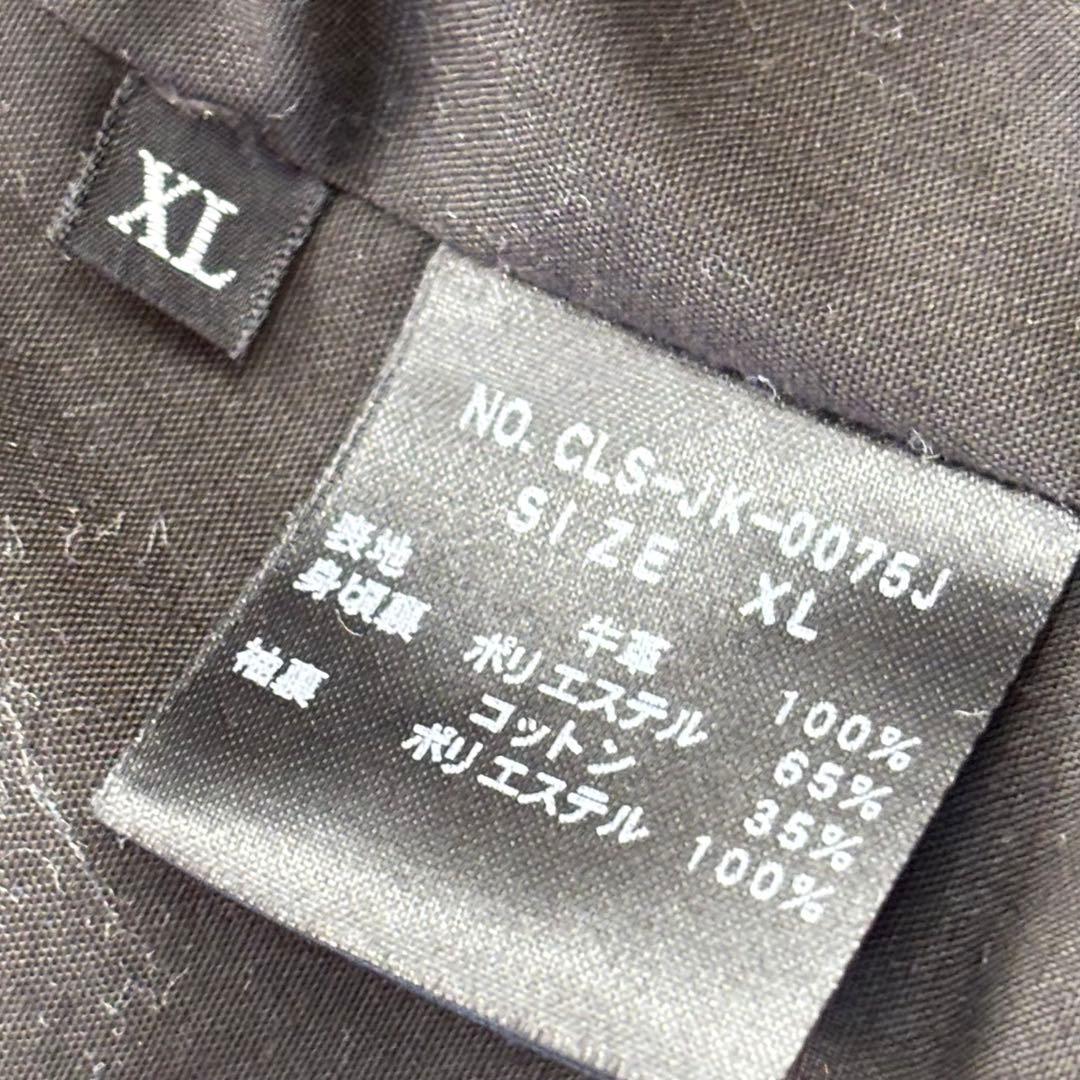 XL
NO. CLS-JK-0075J
SIZE XL
表地 牛革 100%
身頃裏 ポリエステル 65%
コットン 35%
袖裏 ポリエステル 100%